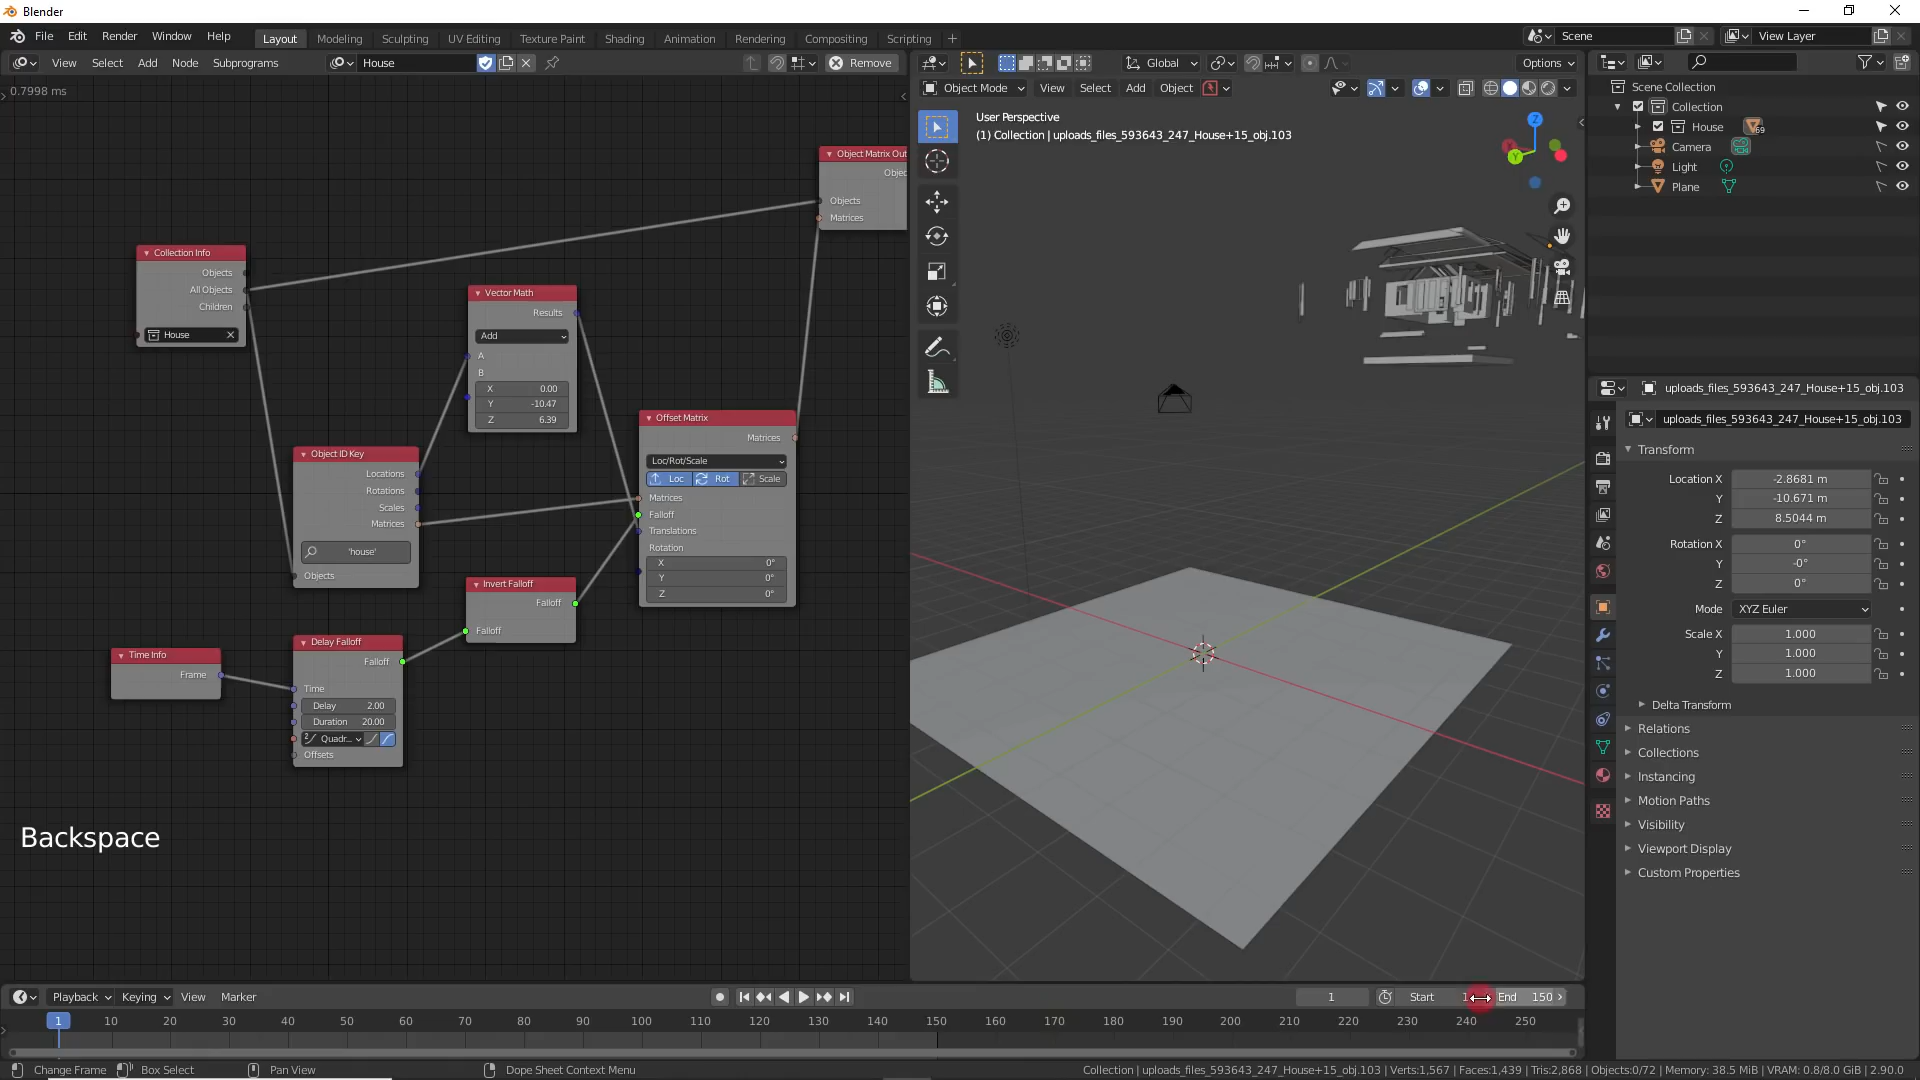 Blender
File Edit Render Window Help
Layout Modeling Sculpting UV Editing Texture Paint Shading Animation Rendering Compositing Scripting +
Scene
View Layer
View Select Add Node Subprograms
House
Remove
Global
Options
0.7998 ms
Object Mode
View Select Add Object
User Perspective
(1) Collection | uploads_files_593643_247_House+15_obj.103
Z
Y
Scene Collection
Collection
House
69
Camera
Light
Plane
Object Matrix Out
Objec
Objects
Matrices
Collection Info
Objects
All Objects
Children
House
Vector Math
Results
Add
A
B
X 0.00
Y -10.47
Z 6.39
Object ID Key
Locations
Rotations
Scales
Matrices
'house'
Objects
Offset Matrix
Matrices
Loc/Rot/Scale
Loc Rot Scale
Matrices
Falloff
Translations
Rotation
X 0°
Y 0°
Z 0°
Invert Falloff
Falloff
Falloff
Time Info
Frame
Delay Falloff
Falloff
Time
Delay 2.00
Duration 20.00
Quadr...
Offsets
Backspace
uploads_files_593643_247_House+15_obj.103
uploads_files_593643_247_House+15_obj.103
Transform
Location X -2.8681 m
Y -10.671 m
Z 8.5044 m
Rotation X 0°
Y -0°
Z 0°
Mode XYZ Euler
Scale X 1.000
Y 1.000
Z 1.000
Delta Transform
Relations
Collections
Instancing
Motion Paths
Visibility
Viewport Display
Custom Properties
Playback Keying View Marker
1
Start 1
End 150
1 10 20 30 40 50 60 70 80 90 100 110 120 130 140 150 160 170 180 190 200 210 220 230 240 250
Change Frame Box Select Pan View Dope Sheet Context Menu
Collection | uploads_files_593643_247_House+15_obj.103 | Verts:1,567 | Faces:1,439 | Tris:2,868 | Objects:0/72 | Memory: 38.5 MiB | VRAM: 0.8/8.0 GiB | 2.90.0